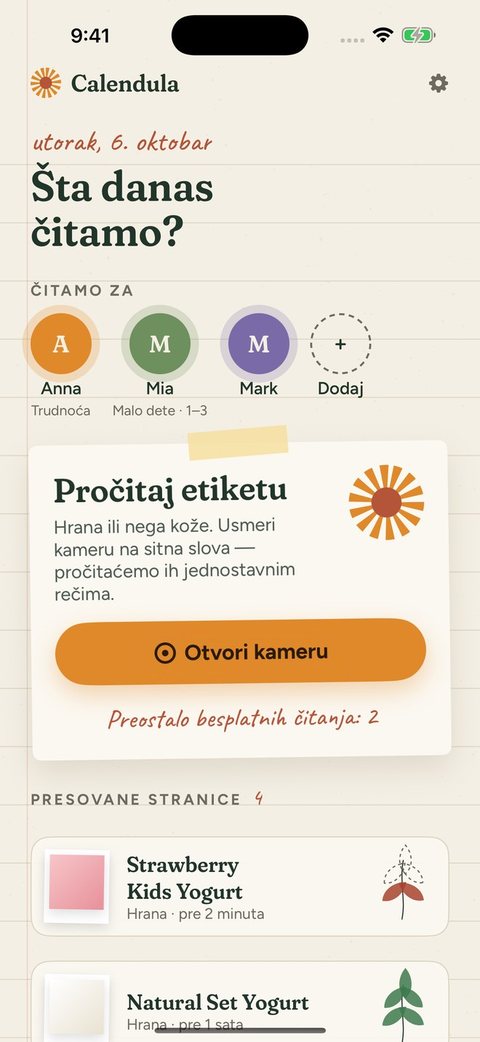 9:41
Calendula
utorak, 6. oktobar
Šta danas
čitamo?
ČITAMO ZA
A
M
M
+
Anna
Mia
Mark
Dodaj
Trudnoća
Malo dete · 1–3
Pročitaj etiketu
Hrana ili nega kože. Usmeri
kameru na sitna slova —
pročitaćemo ih jednostavnim
rečima.
Otvori kameru
Preostalo besplatnih čitanja: 2
PRESOVANE STRANICE 4
Strawberry
Kids Yogurt
Hrana · pre 2 minuta
Natural Set Yogurt
Hrana · pre 1 sata